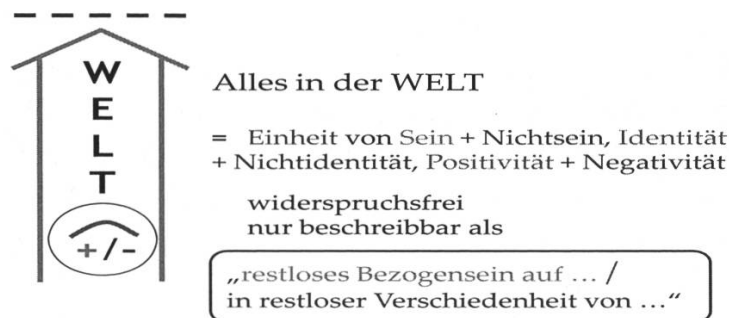 W
E
L
T
+/-
Alles in der WELT
= Einheit von Sein + Nichtsein, Identität
+ Nichtidentität, Positivität + Negativität
widerspruchsfrei
nur beschreibbar als
„restloses Bezogensein auf … /
in restloser Verschiedenheit von …“